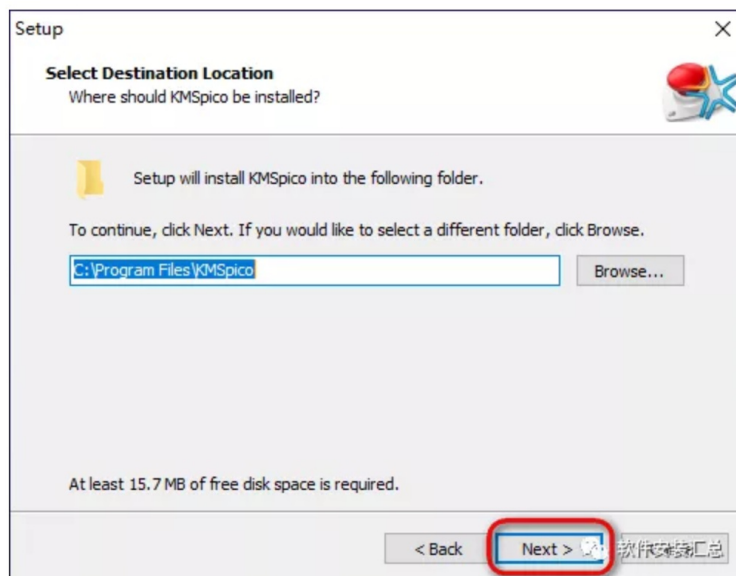 Setup
Select Destination Location
Where should KMSpico be installed?
Setup will install KMSpico into the following folder.
To continue, click Next. If you would like to select a different folder, click Browse.
C:\Program Files\KMSpico
Browse...
At least 15.7 MB of free disk space is required.
< Back
Next >
软件安装汇总